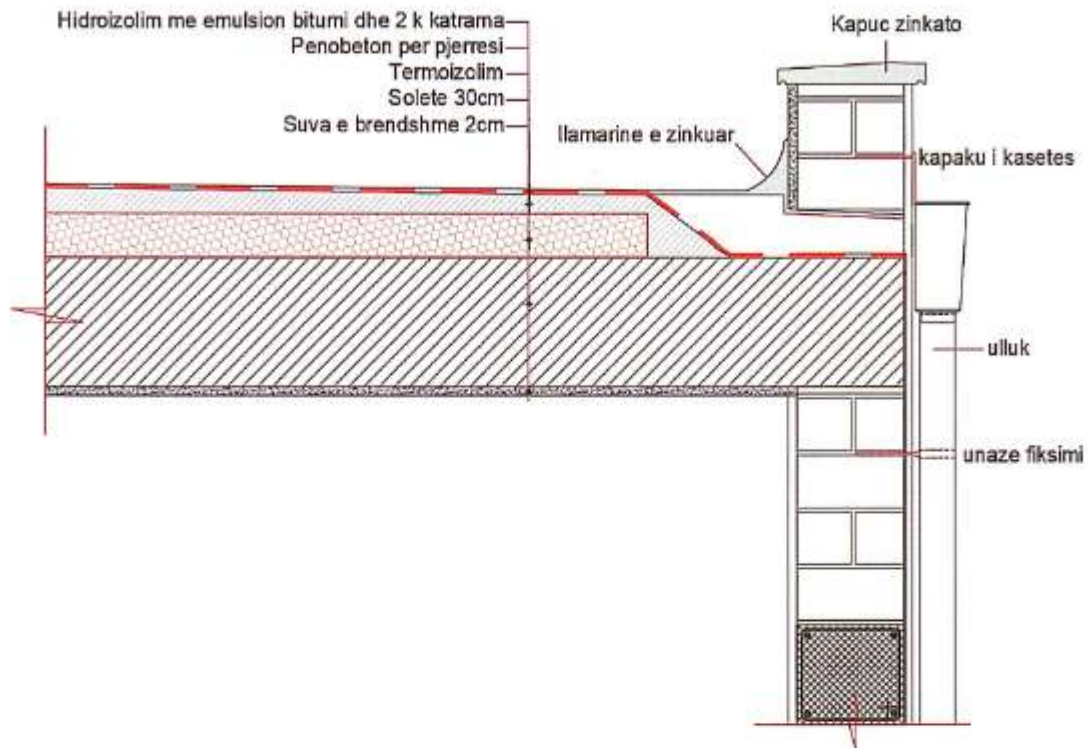 Hidroizolim me emulsion bitumi dhe 2 k katrama
Penobeton per pjerresi
Termoizolim
Solete 30cm
Suva e brendshme 2cm
Kapuc zinkato
llamarine e zinkuar
kapaku i kasetes
ulluk
unaze fiksimi